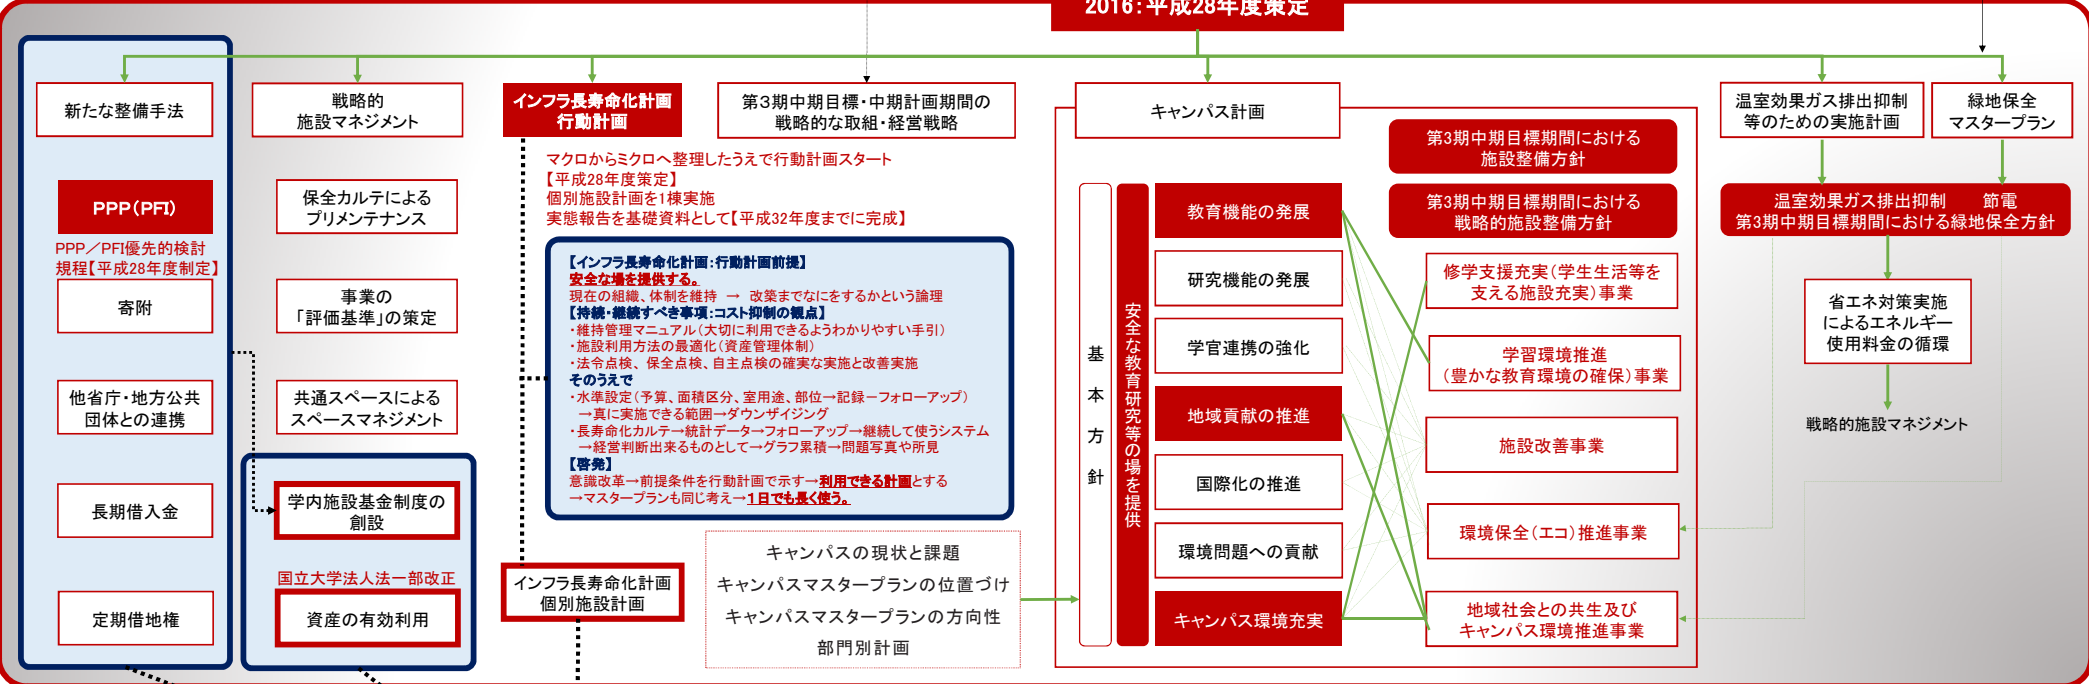 2016：平成28年度策定
新たな整備手法
PPP（PFI）
PPP／PFI優先的検討
規程【平成28年度制定】
寄附
他省庁・地方公共
団体との連携
長期借入金
定期借地権
戦略的
施設マネジメント
保全カルテによる
プリメンテナンス
事業の
「評価基準」の策定
共通スペースによる
スペースマネジメント
学内施設基金制度の
創設
国立大学法人法一部改正
資産の有効利用
インフラ長寿命化計画
行動計画
マクロからミクロへ整理したうえで行動計画スタート
【平成28年度策定】
個別施設計画を1棟実施
実態報告を基礎資料として【平成32年度までに完成】
【インフラ長寿命化計画：行動計画前提】
安全な場を提供する。
現在の組織、体制を維持 → 改築までなにをするかという論理
【持続・継続すべき事項：コスト抑制の観点】
・維持管理マニュアル（大切に利用できるようわかりやすい手引）
・施設利用方法の最適化（資産管理体制）
・法令点検、保全点検、自主点検の確実な実施と改善実施
そのうえで
・水準設定（予算、面積区分、室用途、部位→記録－フォローアップ）
→真に実施できる範囲→ダウンザイジング
・長寿命化カルテ→統計データ→フォローアップ→継続して使うシステム
→経営判断出来るものとして→グラフ累積→問題写真や所見
【啓発】
意識改革→前提条件を行動計画で示す→利用できる計画とする
→マスタープランも同じ考え→1日でも長く使う。
インフラ長寿命化計画
個別施設計画
第3期中期目標・中期計画期間の
戦略的な取組・経営戦略
キャンパスの現状と課題
キャンパスマスタープランの位置づけ
キャンパスマスタープランの方向性
部門別計画
キャンパス計画
基本方針
安全な教育研究等の場を提供
教育機能の発展
研究機能の発展
学官連携の強化
地域貢献の推進
国際化の推進
環境問題への貢献
キャンパス環境充実
第3期中期目標期間における
施設整備方針
第3期中期目標期間における
戦略的施設整備方針
修学支援充実（学生生活等を
支える施設充実）事業
学習環境推進
（豊かな教育環境の確保）事業
施設改善事業
環境保全（エコ）推進事業
地域社会との共生及び
キャンパス環境推進事業
温室効果ガス排出抑制
等のための実施計画
緑地保全
マスタープラン
温室効果ガス排出抑制 節電
第3期中期目標期間における緑地保全方針
省エネ対策実施
によるエネルギー
使用料金の循環
戦略的施設マネジメント